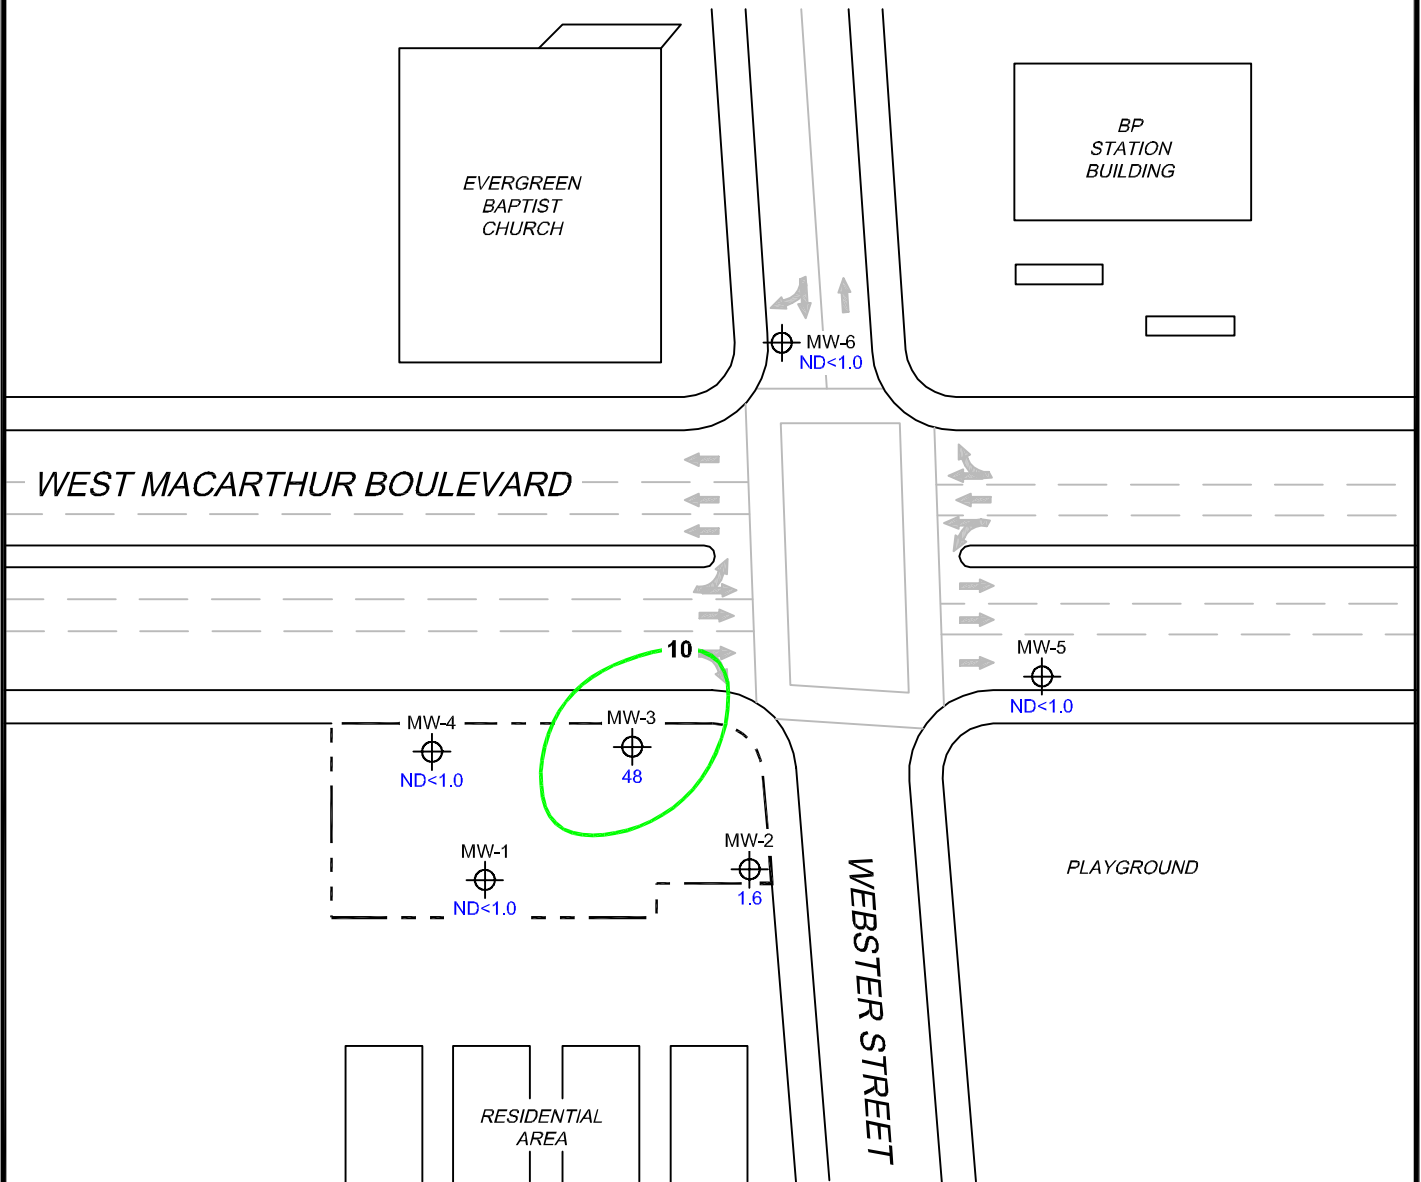 BP
STATION
BUILDING
EVERGREEN
BAPTIST
CHURCH
MW-6
ND<1.0
WEST MACARTHUR BOULEVARD
10
MW-5
ND<1.0
MW-4
ND<1.0
MW-3
48
MW-1
ND<1.0
MW-2
1.6
PLAYGROUND
WEBSTER STREET
RESIDENTIAL
AREA